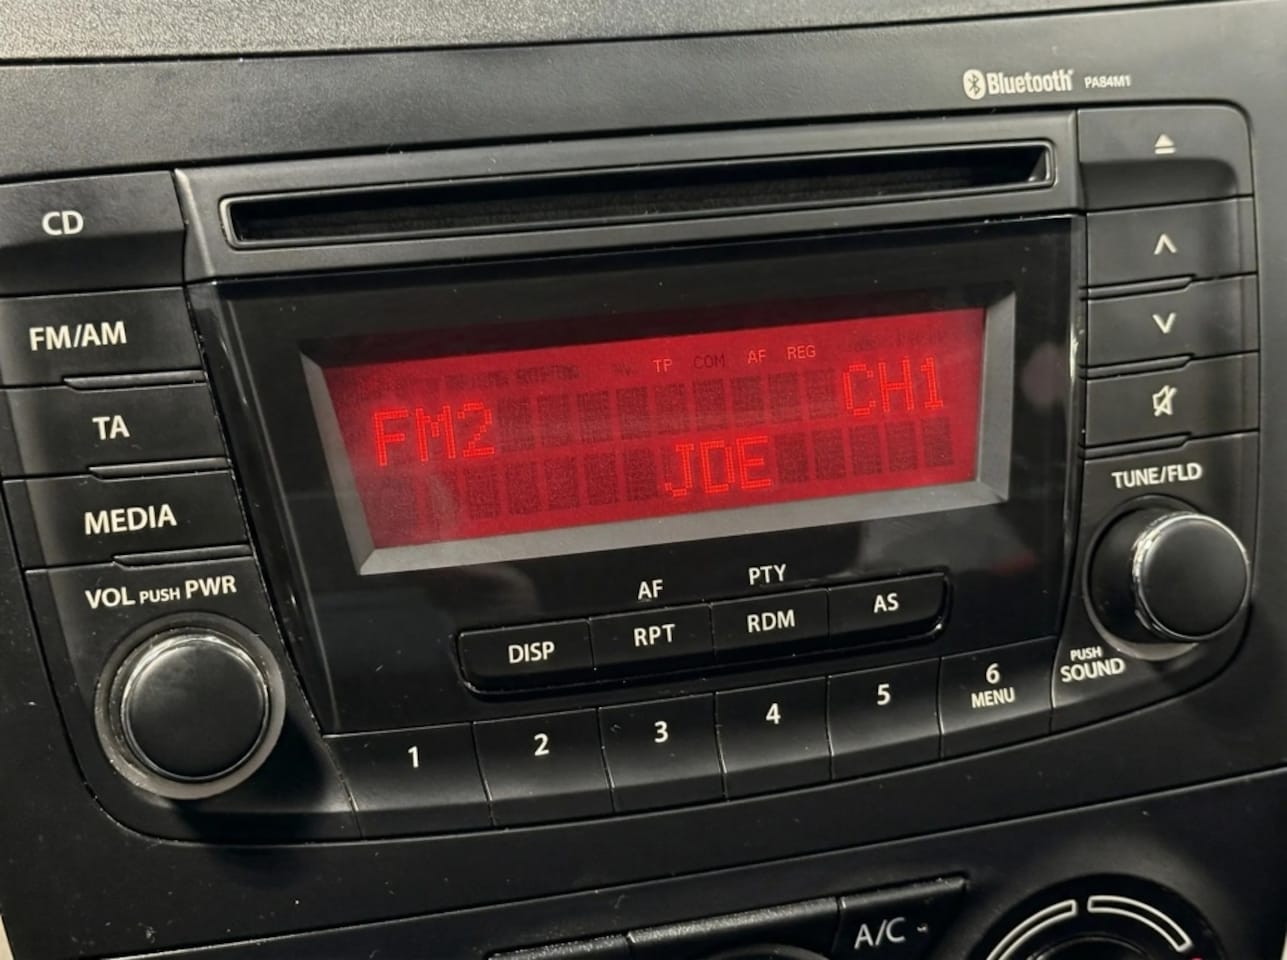 Bluetooth PA84M1
CD
FM/AM
TA
MEDIA
VOL PUSH PWR
TP COM AF REG
FM2 CH1
JDE
TUNE/FLD
AF PTY
DISP RPT RDM AS
PUSH
SOUND
1 2 3 4 5 6
MENU
A/C